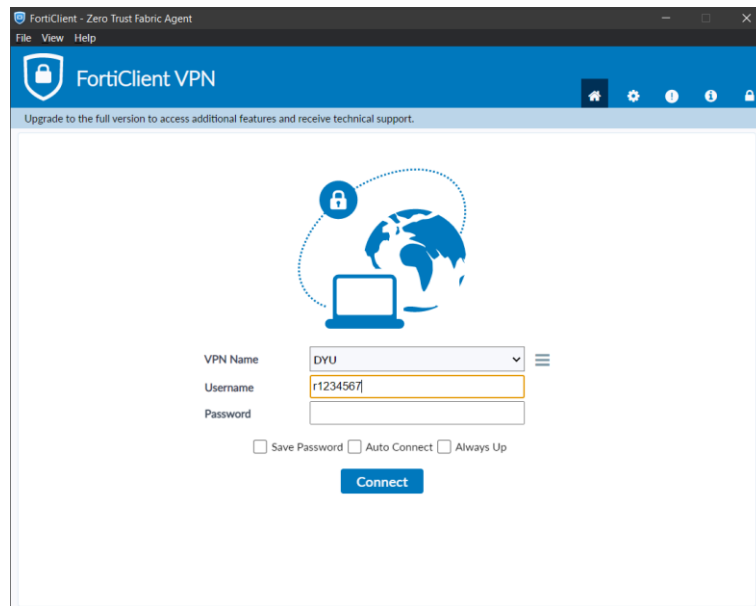 FortiClient - Zero Trust Fabric Agent
File View Help
FortiClient VPN
Upgrade to the full version to access additional features and receive technical support.
VPN Name DYU
Username r1234567
Password
Save Password Auto Connect Always Up
Connect